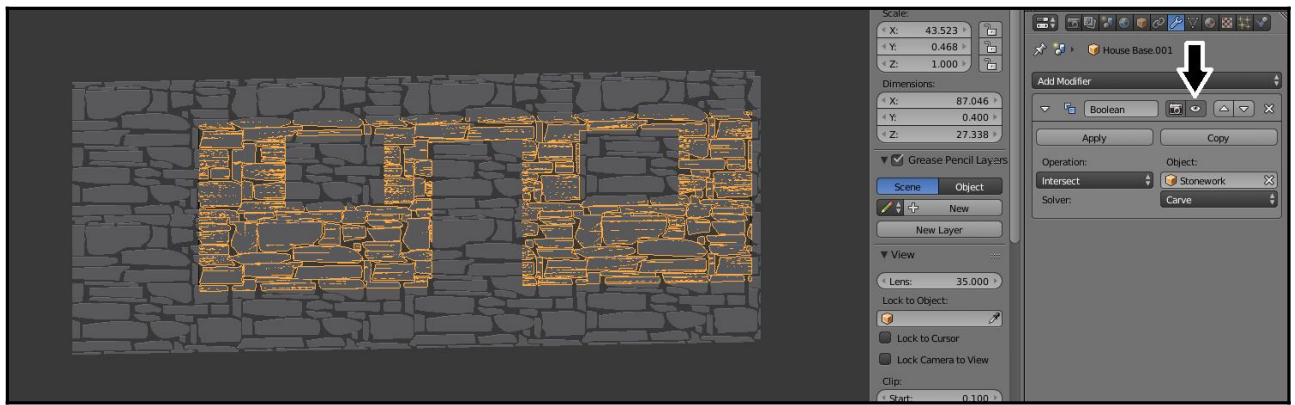 Scale:
X: 43.523
Y: 0.468
Z: 1.000
Dimensions:
X: 87.046
Y: 0.400
Z: 27.338
Grease Pencil Layers
Scene Object
New
New Layer
View
Lens: 35.000
Lock to Object:
Lock to Cursor
Lock Camera to View
Clip:
Start: 0.100
House Base.001
Add Modifier
Boolean
Apply Copy
Operation: Object:
Intersect Stonework
Solver: Carve